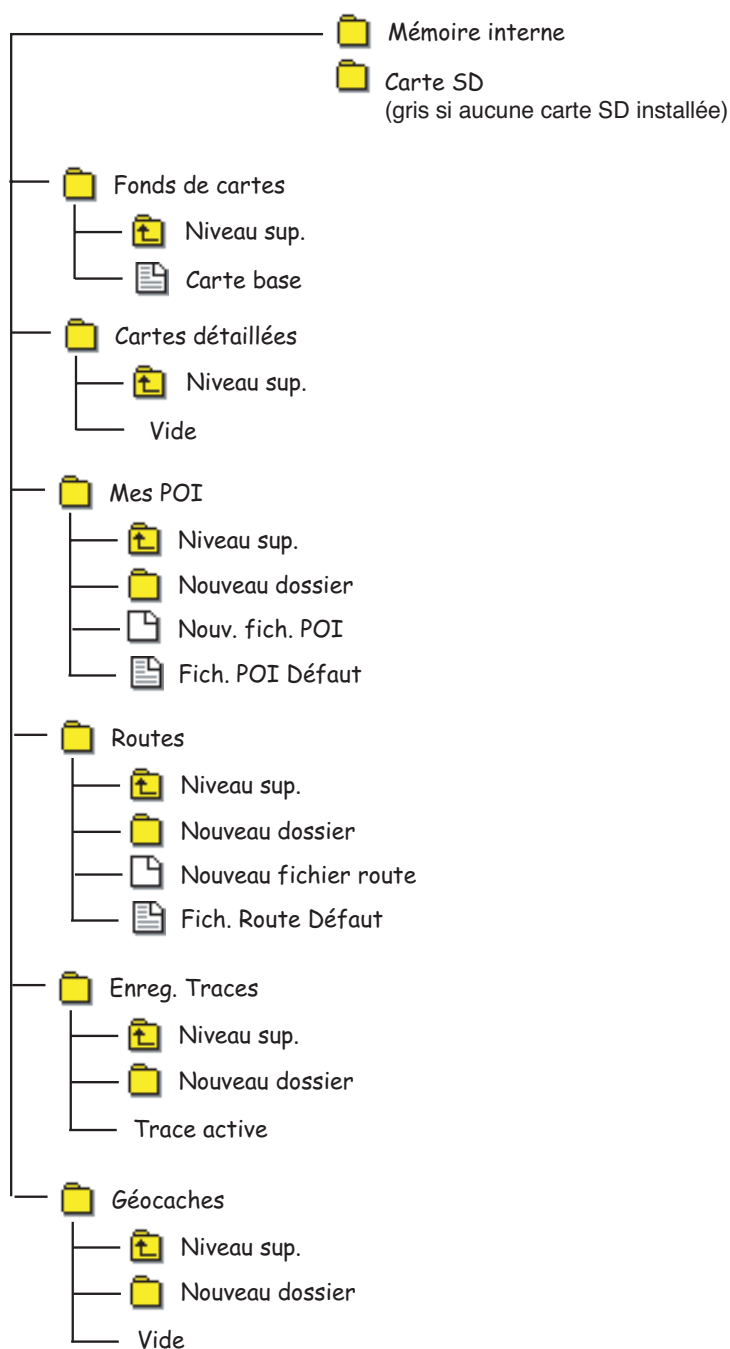 Mémoire interne
Carte SD
(gris si aucune carte SD installée)
Fonds de cartes
Niveau sup.
Carte base
Cartes détaillées
Niveau sup.
Vide
Mes POI
Niveau sup.
Nouveau dossier
Nouv. fich. POI
Fich. POI Défaut
Routes
Niveau sup.
Nouveau dossier
Nouveau fichier route
Fich. Route Défaut
Enreg. Traces
Niveau sup.
Nouveau dossier
Trace active
Géocaches
Niveau sup.
Nouveau dossier
Vide